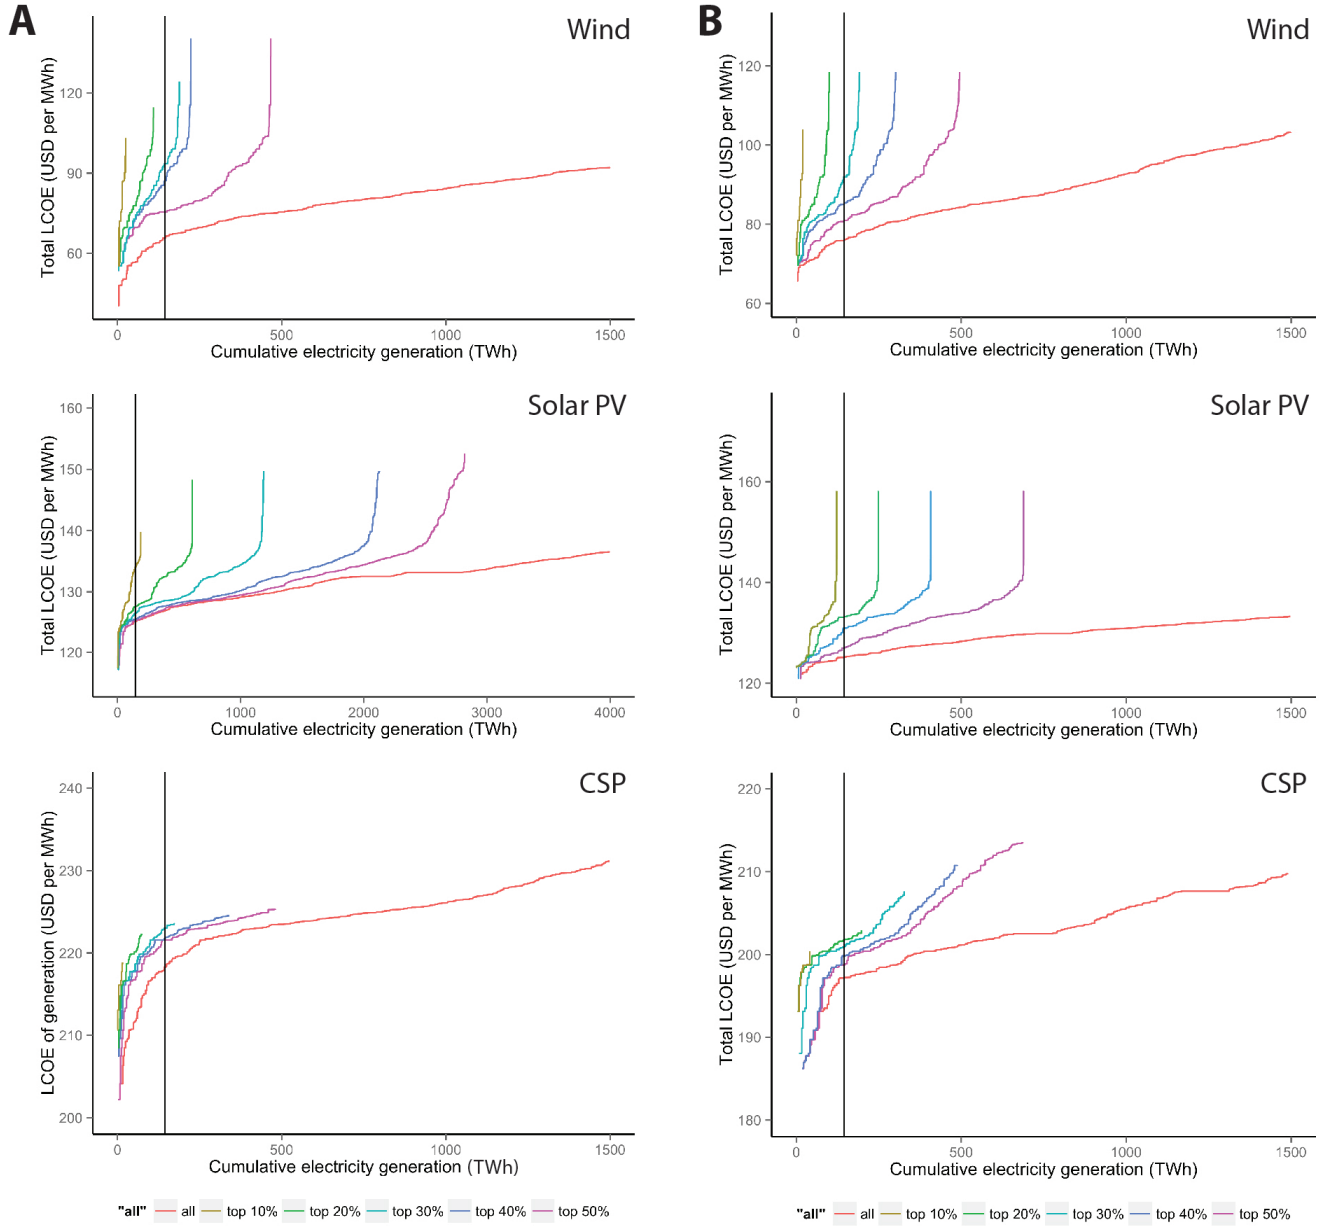 A
Wind
Total LCOE (USD per MWh)
120
90
60
0
500
1000
1500
Cumulative electricity generation (TWh)
B
Wind
Total LCOE (USD per MWh)
120
100
80
60
0
500
1000
1500
Cumulative electricity generation (TWh)
Solar PV
Total LCOE (USD per MWh)
160
150
140
130
120
0
1000
2000
3000
4000
Cumulative electricity generation (TWh)
Solar PV
Total LCOE (USD per MWh)
160
140
120
0
500
1000
1500
Cumulative electricity generation (TWh)
CSP
LCOE of generation (USD per MWh)
240
230
220
210
200
0
500
1000
1500
Cumulative electricity generation (TWh)
CSP
Total LCOE (USD per MWh)
220
210
200
190
180
0
500
1000
1500
Cumulative electricity generation (TWh)
"all" all top 10% top 20% top 30% top 40% top 50%
"all" all top 10% top 20% top 30% top 40% top 50%